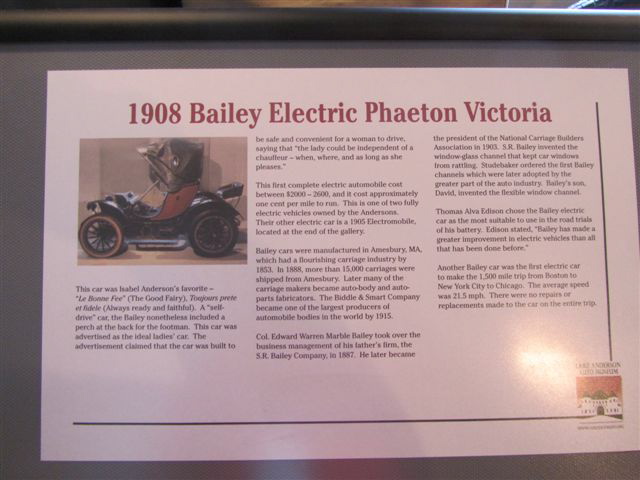 1908 Bailey Electric Phaeton Victoria
This car was Isabel Anderson's favorite –
"Le Bonne Fee" (The Good Fairy), Toujours prete
et fidele (Always ready and faithful). A "self-
drive" car, the Bailey nonetheless included a
perch at the back for the footman. This car was
advertised as the ideal ladies' car. The
advertisement claimed that the car was built to
be safe and convenient for a woman to drive,
saying that "the lady could be independent of a
chauffeur – when, where, and as long as she
pleases."
This first complete electric automobile cost
between $2000 – 2600, and it cost approximately
one cent per mile to run. This is one of two fully
electric vehicles owned by the Andersons.
Their other electric car is a 1905 Electromobile,
located at the end of the gallery.
Bailey cars were manufactured in Amesbury, MA,
which had a flourishing carriage industry by
1853. In 1888, more than 15,000 carriages were
shipped from Amesbury. Later many of the
carriage makers became auto-body and auto-
parts fabricators. The Biddle & Smart Company
became one of the largest producers of
automobile bodies in the world by 1915.
Col. Edward Warren Marble Bailey took over the
business management of his father's firm, the
S.R. Bailey Company, in 1887. He later became
the president of the National Carriage Builders
Association in 1903. S.R. Bailey invented the
window-glass channel that kept car windows
from rattling. Studebaker ordered the first Bailey
channels which were later adopted by the
greater part of the auto industry. Bailey's son,
David, invented the flexible window channel.
Thomas Alva Edison chose the Bailey electric
car as the most suitable to use in the road trials
of his battery. Edison stated, "Bailey has made a
greater improvement in electric vehicles than all
that has been done before."
Another Bailey car was the first electric car
to make the 1,500 mile trip from Boston to
New York City to Chicago. The average speed
was 21.5 mph. There were no repairs or
replacements made to the car on the entire trip.
LARZ ANDERSON
AUTO MUSEUM